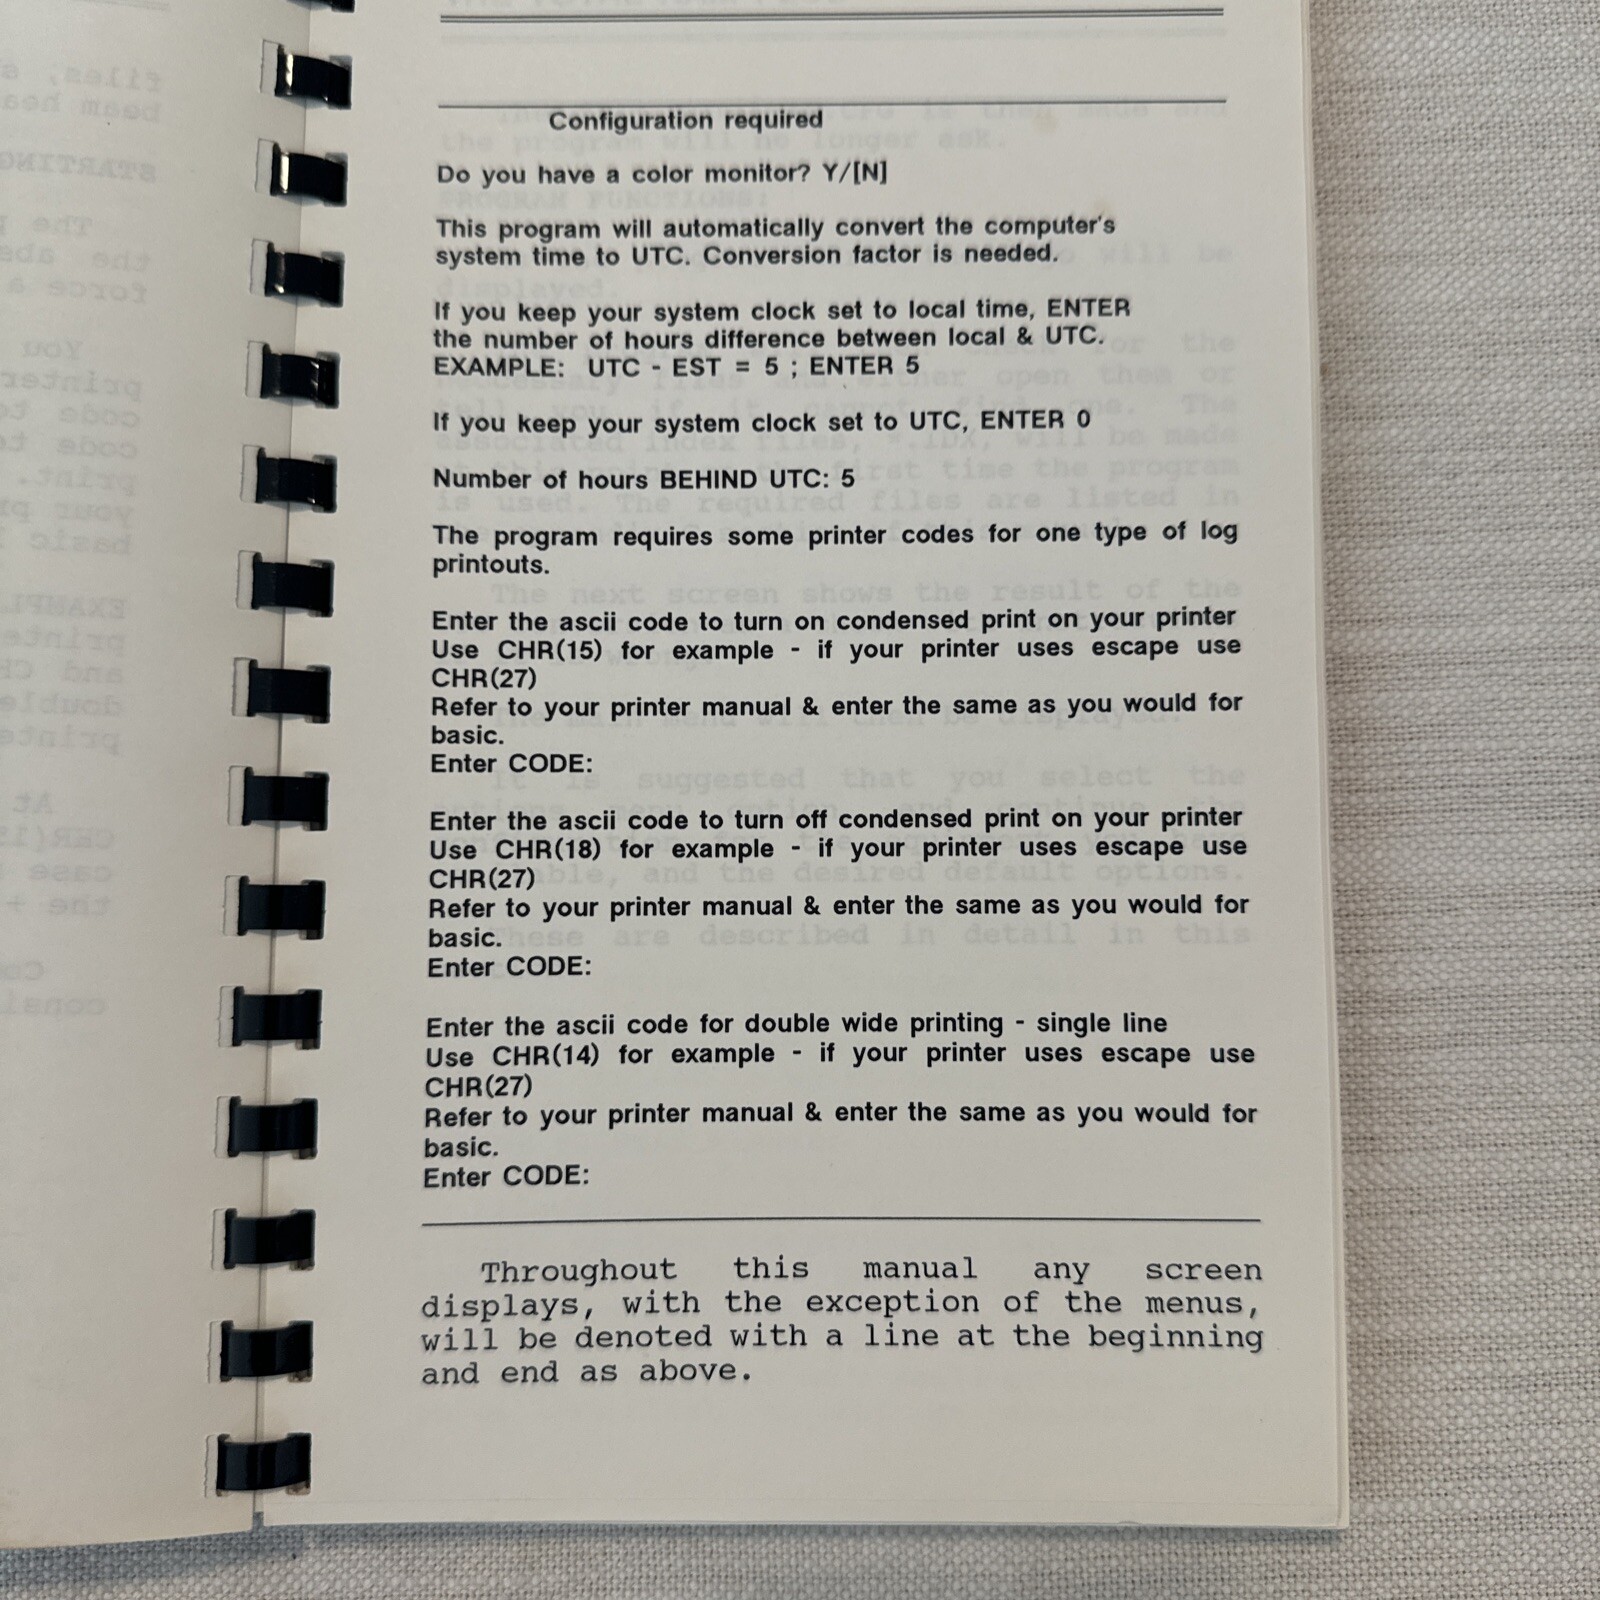 Configuration required
Do you have a color monitor? Y/[N]
This program will automatically convert the computer's
system time to UTC. Conversion factor is needed.
If you keep your system clock set to local time, ENTER
the number of hours difference between local & UTC.
EXAMPLE: UTC - EST = 5 ; ENTER 5
If you keep your system clock set to UTC, ENTER 0
Number of hours BEHIND UTC: 5
The program requires some printer codes for one type of log
printouts.
Enter the ascii code to turn on condensed print on your printer
Use CHR(15) for example - if your printer uses escape use
CHR(27)
Refer to your printer manual & enter the same as you would for
basic.
Enter CODE:
Enter the ascii code to turn off condensed print on your printer
Use CHR(18) for example - if your printer uses escape use
CHR(27)
Refer to your printer manual & enter the same as you would for
basic.
Enter CODE:
Enter the ascii code for double wide printing - single line
Use CHR(14) for example - if your printer uses escape use
CHR(27)
Refer to your printer manual & enter the same as you would for
basic.
Enter CODE:
Throughout this manual any screen
displays, with the exception of the menus,
will be denoted with a line at the beginning
and end as above.